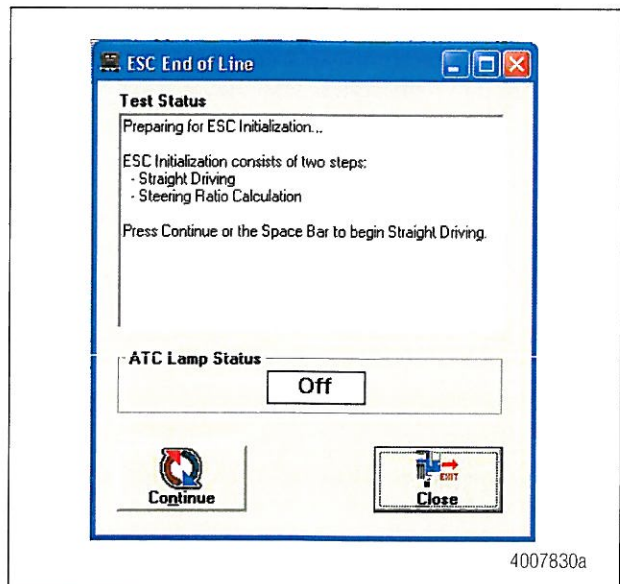 ESC End of Line
Test Status
Preparing for ESC Initialization...
ESC Initialization consists of two steps:
- Straight Driving
- Steering Ratio Calculation
Press Continue or the Space Bar to begin Straight Driving.
ATC Lamp Status
Off
Continue
EXIT
Close
4007830a